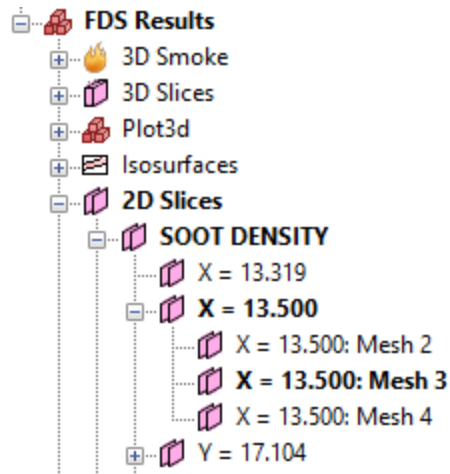 FDS Results
3D Smoke
3D Slices
Plot3d
Isosurfaces
2D Slices
SOOT DENSITY
X = 13.319
X = 13.500
X = 13.500: Mesh 2
X = 13.500: Mesh 3
X = 13.500: Mesh 4
Y = 17.104